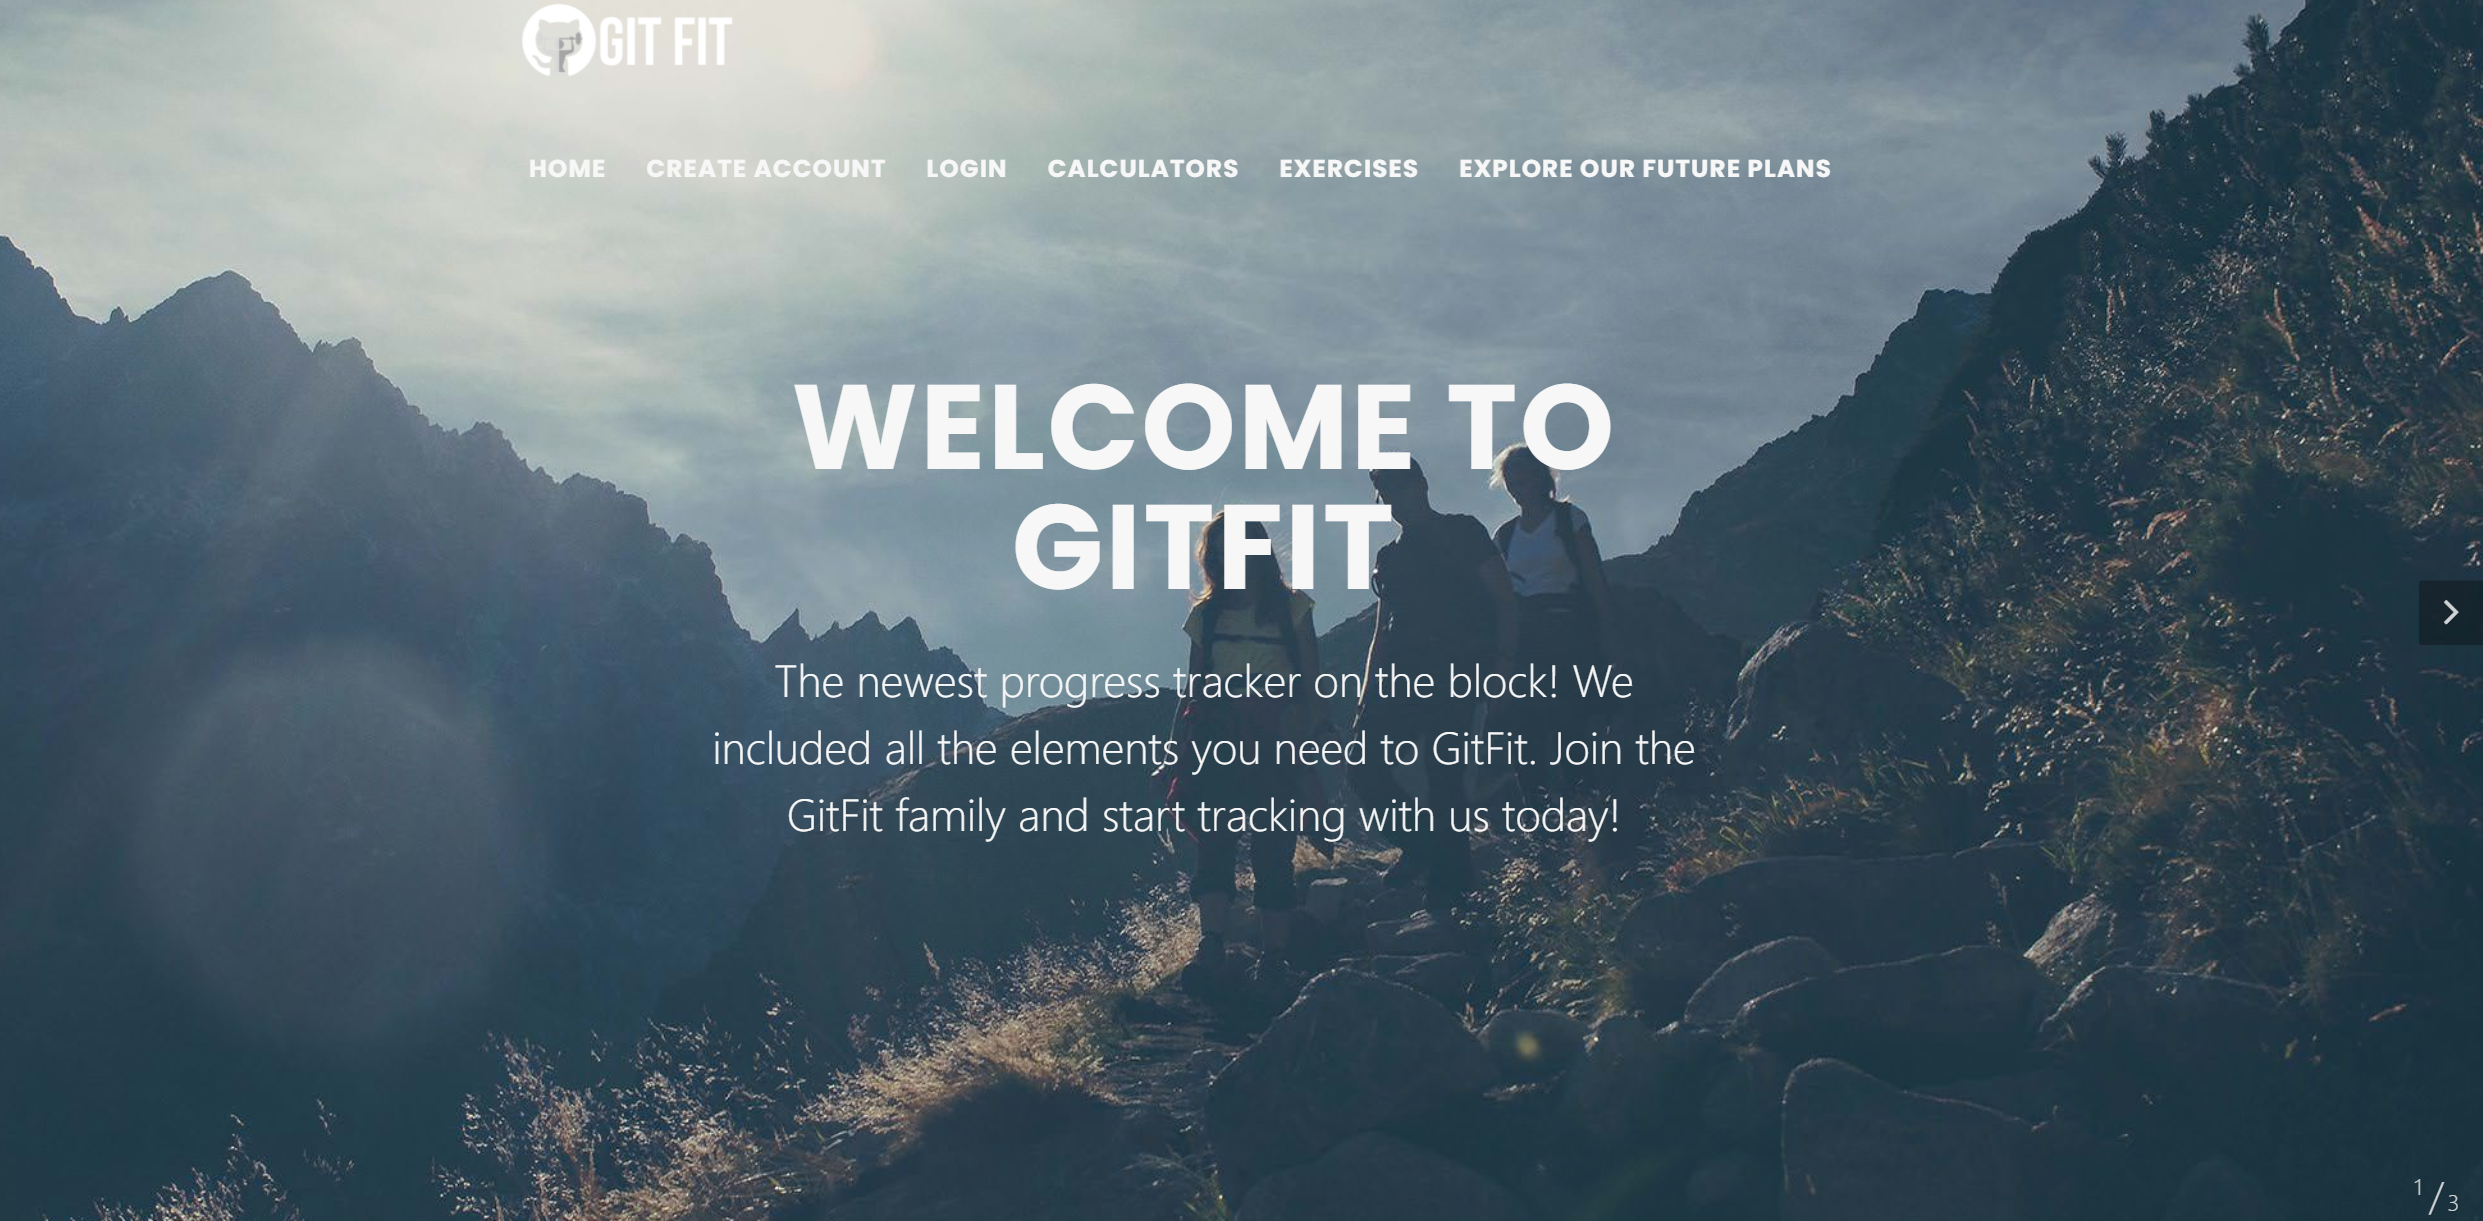 GIT FIT
HOME CREATE ACCOUNT LOGIN CALCULATORS EXERCISES EXPLORE OUR FUTURE PLANS
WELCOME TO
GITFIT
The newest progress tracker on the block! We
included all the elements you need to GitFit. Join the
GitFit family and start tracking with us today!
1/3